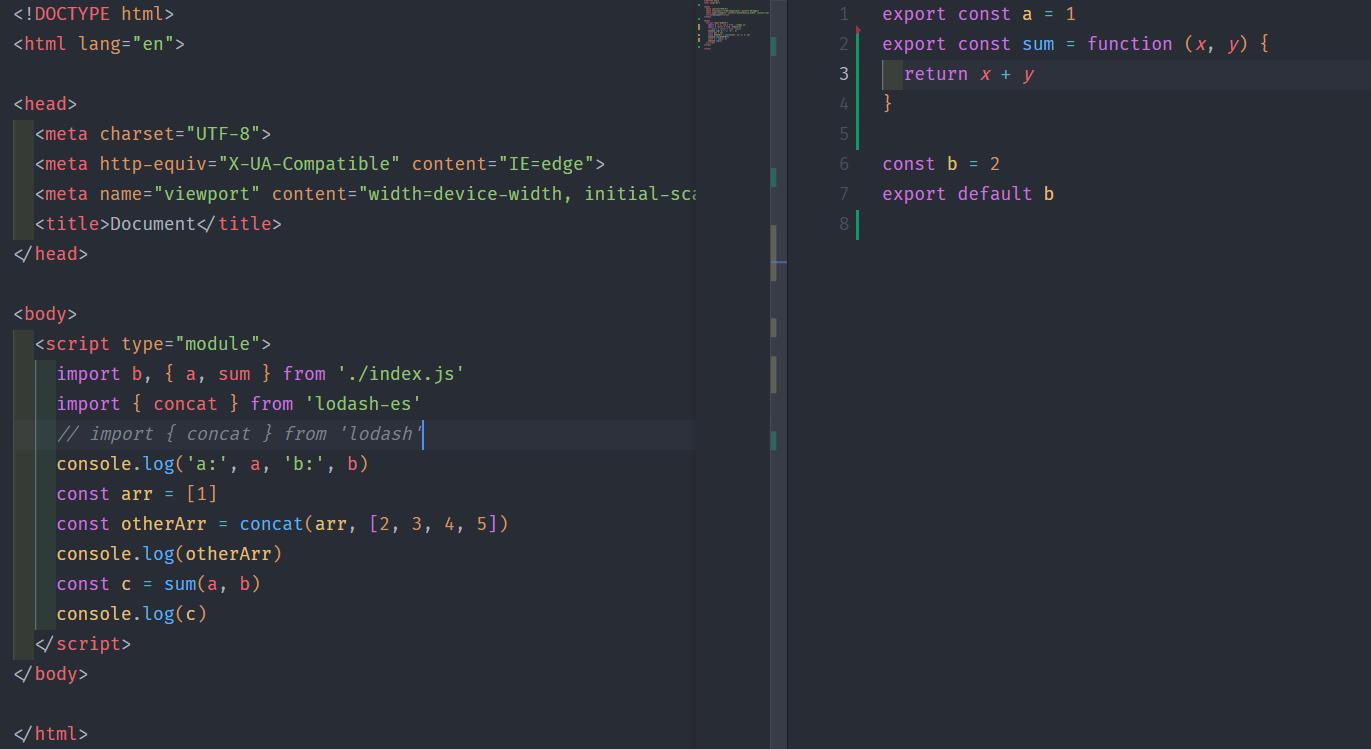 <!DOCTYPE html>
<html lang="en">
<head>
<meta charset="UTF-8">
<meta http-equiv="X-UA-Compatible" content="IE=edge">
<meta name="viewport" content="width=device-width, initial-sca
<title>Document</title>
</head>
<body>
<script type="module">
import b, { a, sum } from './index.js'
import { concat } from 'lodash-es'
// import { concat } from 'lodash'
console.log('a:', a, 'b:', b)
const arr = [1]
const otherArr = concat(arr, [2, 3, 4, 5])
console.log(otherArr)
const c = sum(a, b)
console.log(c)
</script>
</body>
</html>
1 export const a = 1
2 export const sum = function (x, y) {
3 return x + y
4 }
5
6 const b = 2
7 export default b
8